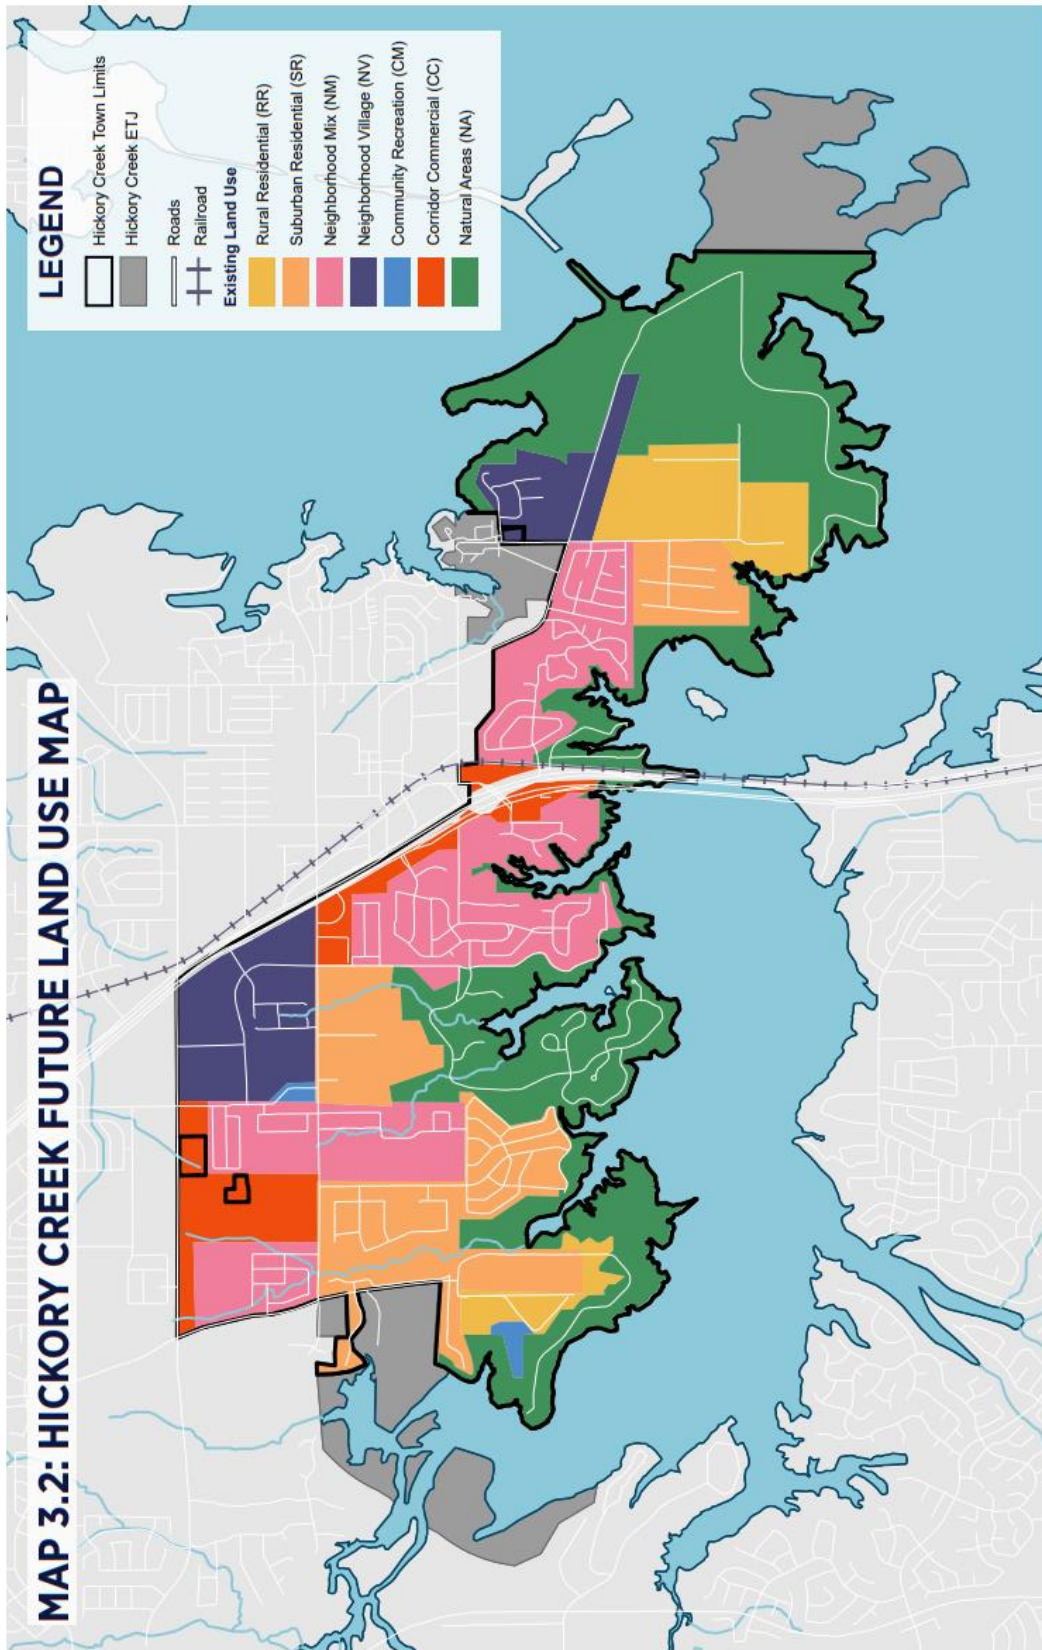 MAP 3.2: HICKORY CREEK FUTURE LAND USE MAP
LEGEND
Hickory Creek Town Limits
Hickory Creek ETJ
Roads
Railroad
Existing Land Use
Rural Residential (RR)
Suburban Residential (SR)
Neighborhood Mix (NM)
Neighborhood Village (NV)
Community Recreation (CM)
Corridor Commercial (CC)
Natural Areas (NA)